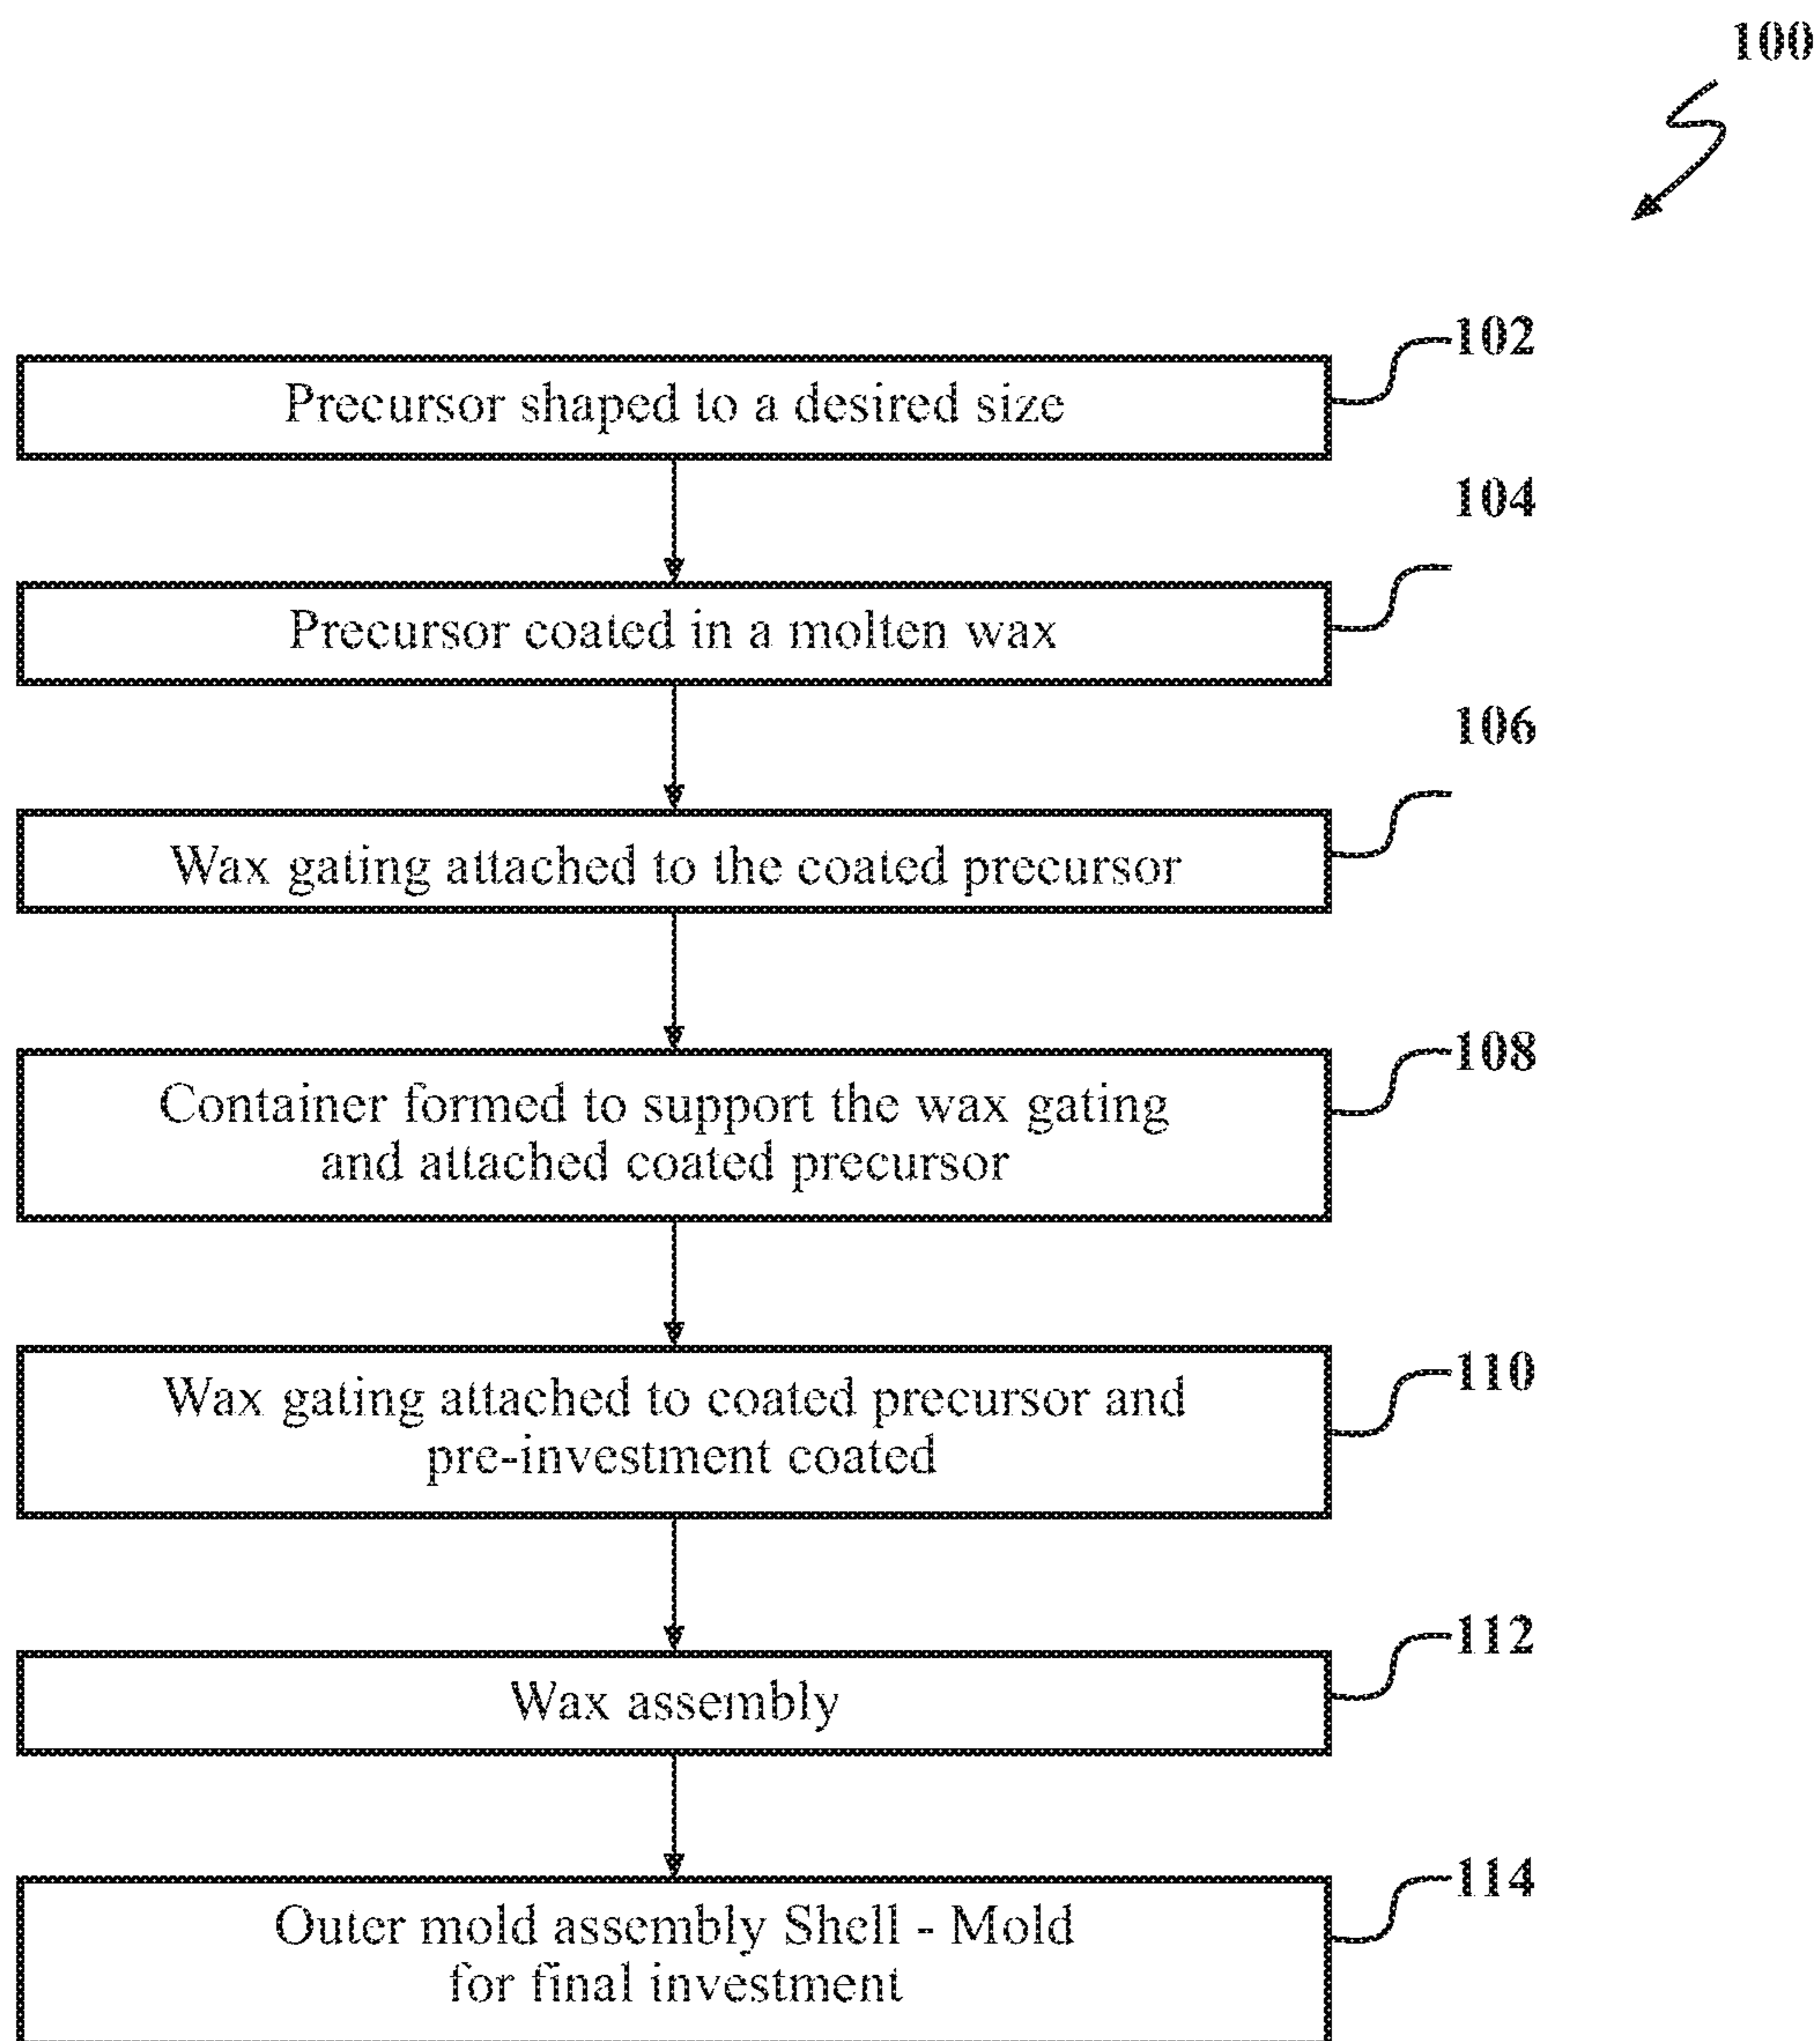 100
102
Precursor shaped to a desired size
104
Precursor coated in a molten wax
106
Wax gating attached to the coated precursor
108
Container formed to support the wax gating
and attached coated precursor
110
Wax gating attached to coated precursor and
pre-investment coated
112
Wax assembly
114
Outer mold assembly Shell - Mold
for final investment